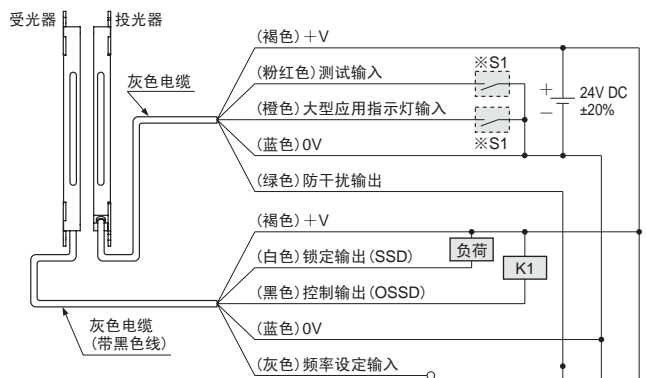 受光器 投光器
灰色电缆
(褐色)＋V
(粉红色)测试输入
※S1
(橙色)大型应用指示灯输入
※S1
(蓝色)0V
(绿色)防干扰输出
＋
－
24V DC
±20%
(褐色)＋V
(白色)锁定输出(SSD)
负荷
K1
(黑色)控制输出(OSSD)
(蓝色)0V
(灰色)频率设定输入
灰色电缆
(带黑色线)